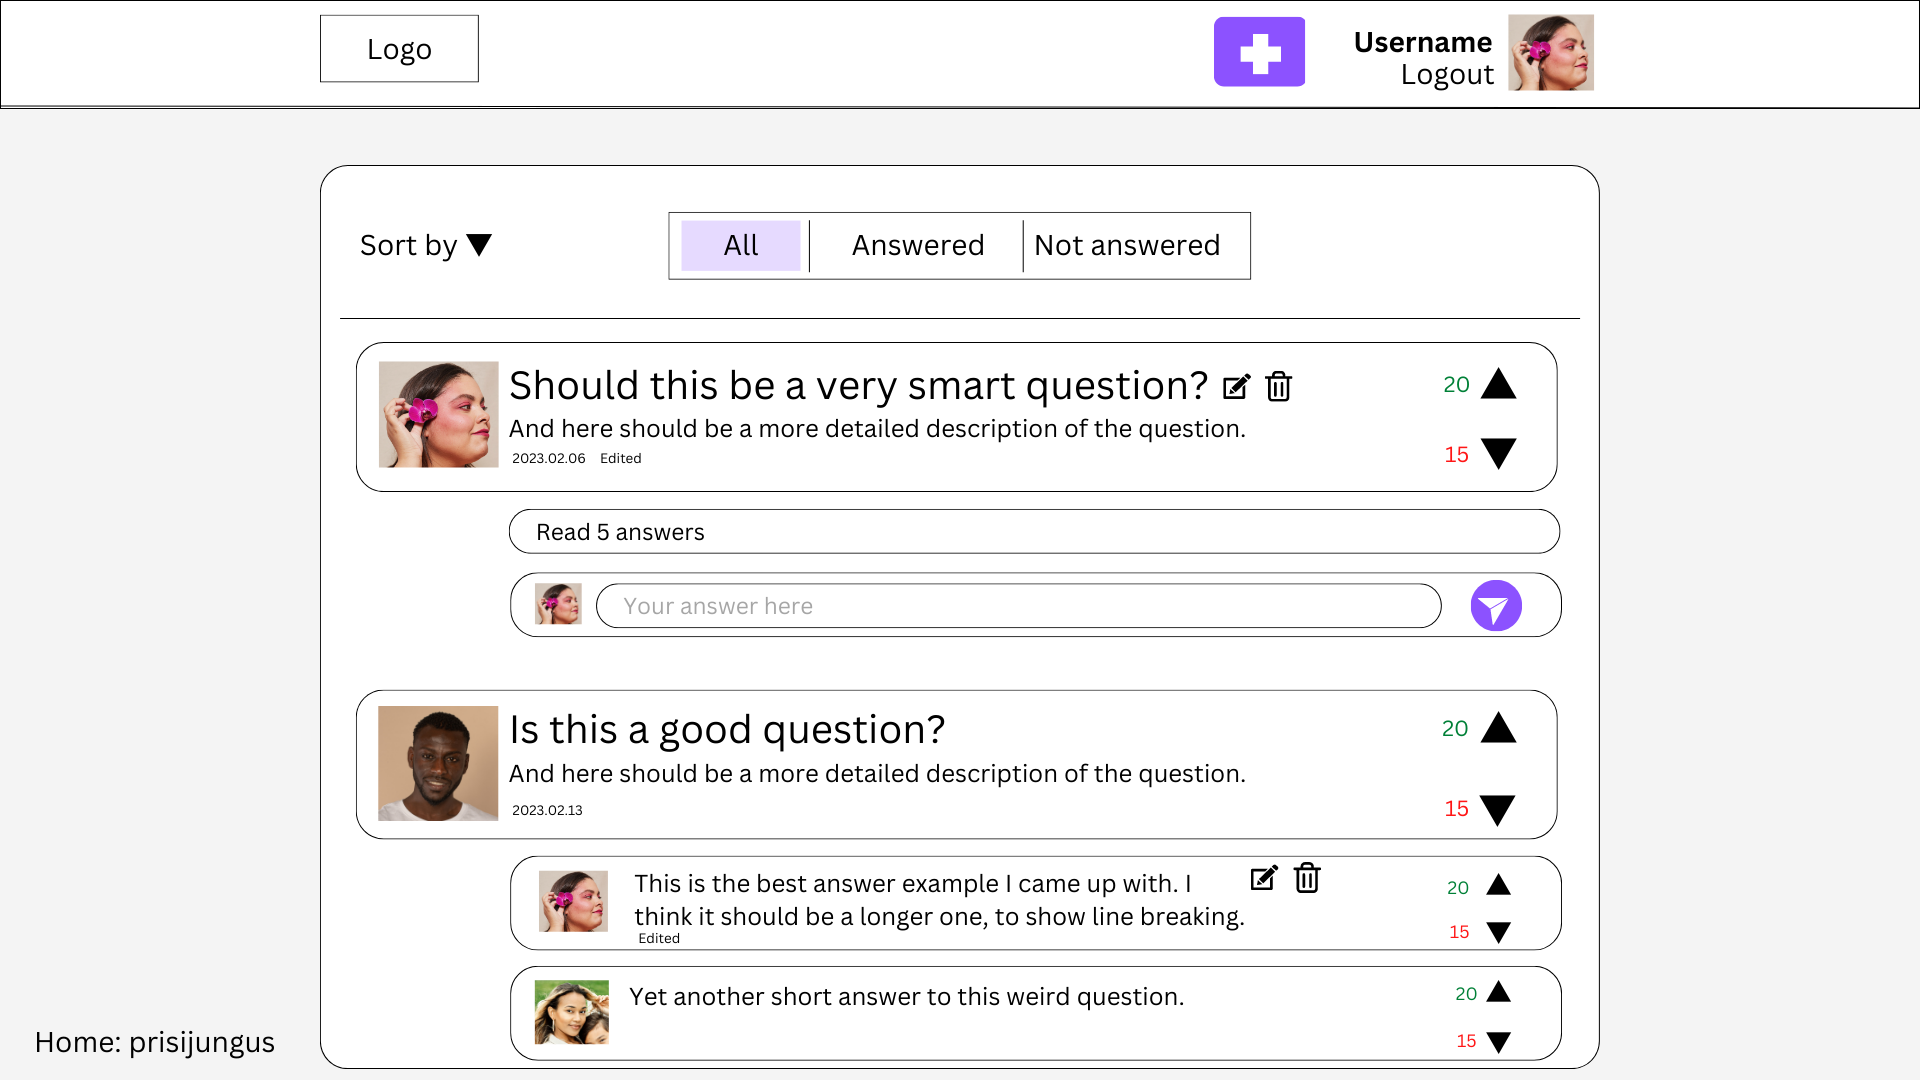 Logo
Username
Logout
Sort by
All
Answered
Not answered
Should this be a very smart question?
And here should be a more detailed description of the question.
2023.02.06 Edited
20
15
Read 5 answers
Your answer here
Is this a good question?
And here should be a more detailed description of the question.
2023.02.13
20
15
This is the best answer example I came up with. I
think it should be a longer one, to show line breaking.
Edited
20
15
Yet another short answer to this weird question.
20
15
Home: prisijungus